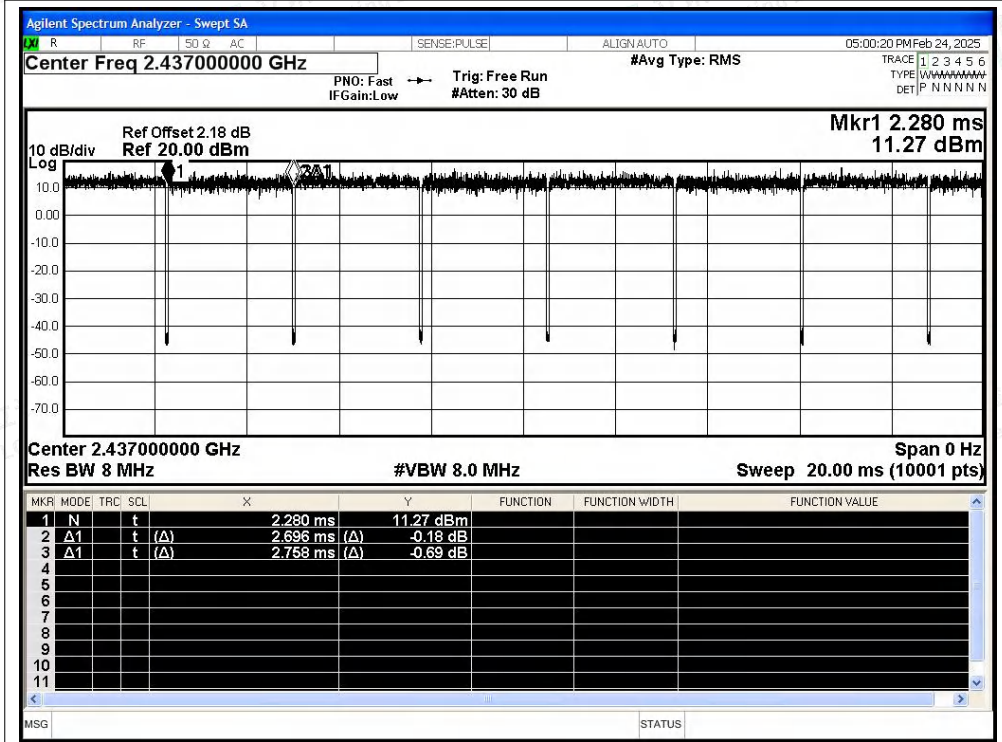 Agilent Spectrum Analyzer - Swept SA
LXI R RF 50 Ω AC SENSE:PULSE ALIGN AUTO 05:00:20 PM Feb 24, 2025
Center Freq 2.437000000 GHz #Avg Type: RMS TRACE 1 2 3 4 5 6
PNO: Fast Trig: Free Run TYPE
IFGain:Low #Atten: 30 dB DET P N N N N N
Mkr1 2.280 ms
Ref Offset 2.18 dB
10 dB/div Ref 20.00 dBm 11.27 dBm
Log
1 3Δ1
10.0
0.00
-10.0
-20.0
-30.0
-40.0
-50.0
-60.0
-70.0
Center 2.437000000 GHz Span 0 Hz
Res BW 8 MHz #VBW 8.0 MHz Sweep 20.00 ms (10001 pts)
MKR MODE TRC SCL X Y FUNCTION FUNCTION WIDTH FUNCTION VALUE
1 N t 2.280 ms 11.27 dBm
2 Δ1 t (Δ) 2.696 ms (Δ) -0.18 dB
3 Δ1 t (Δ) 2.758 ms (Δ) -0.69 dB
4
5
6
7
8
9
10
11
MSG STATUS